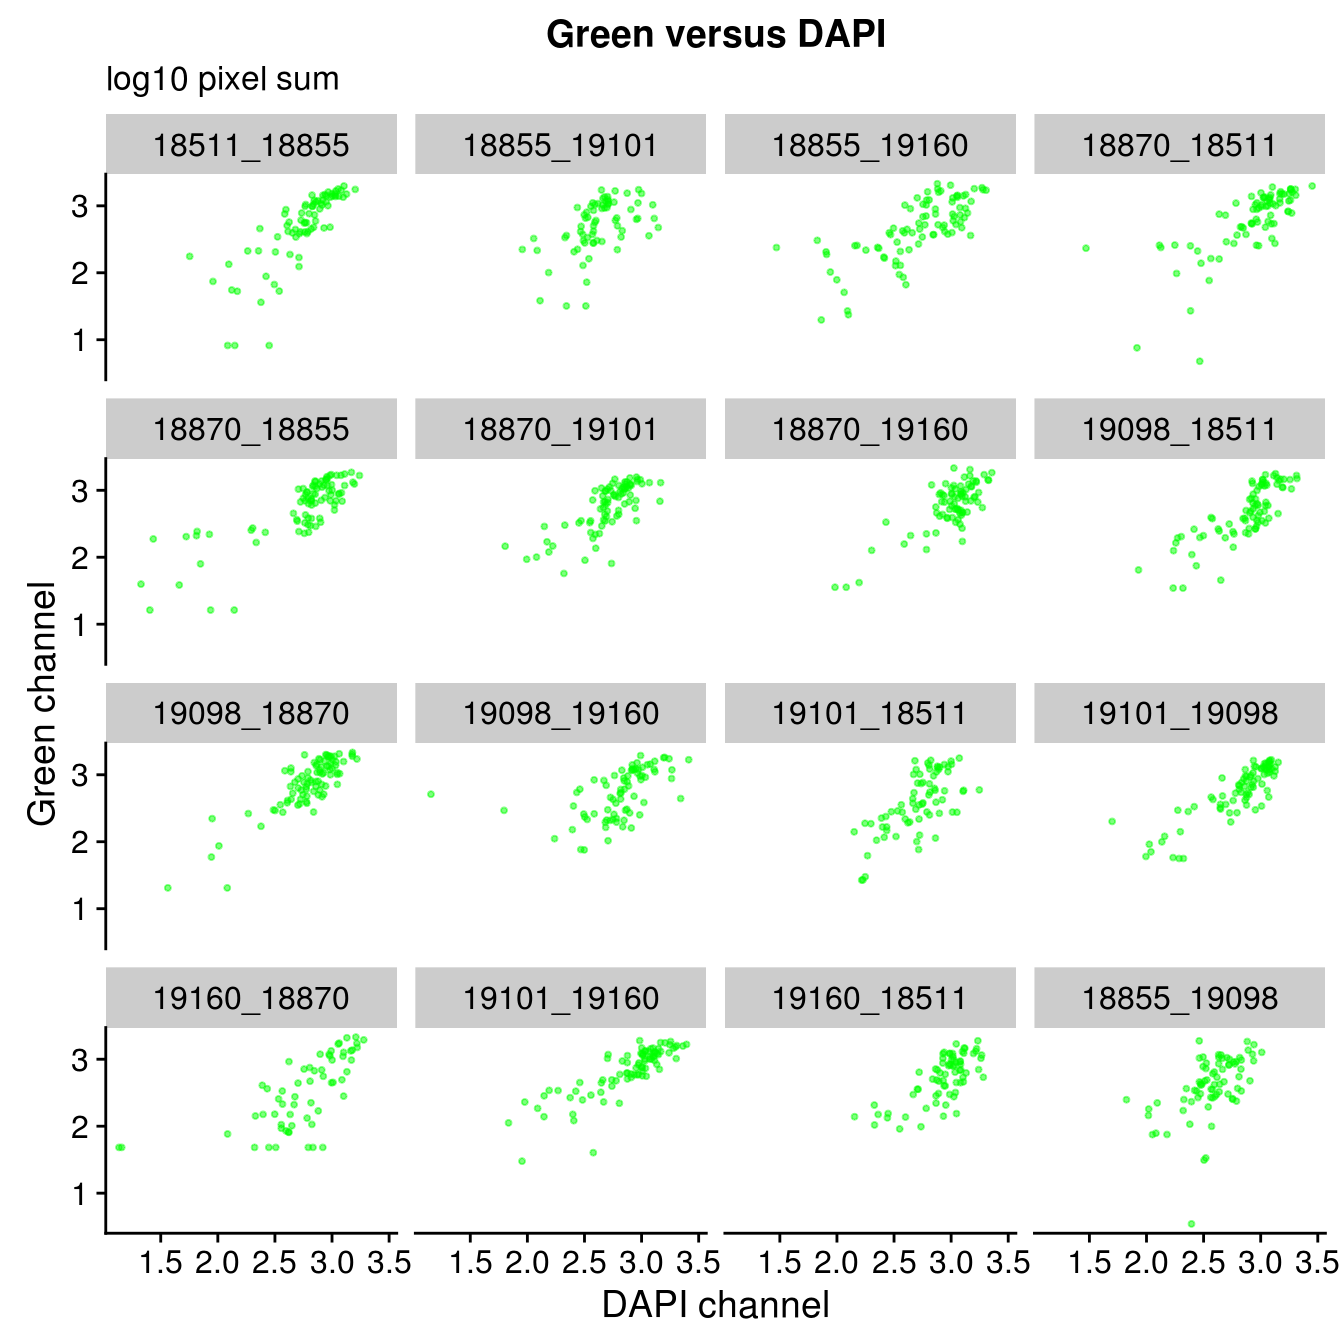 Green versus DAPI
log10 pixel sum
18511_18855 18855_19101 18855_19160 18870_18511
3
2
1
18870_18855 18870_19101 18870_19160 19098_18511
3
2
1
19098_18870 19098_19160 19101_18511 19101_19098
3
2
1
19160_18870 19101_19160 19160_18511 18855_19098
3
2
1
Green channel
1.5 2.0 2.5 3.0 3.5 1.5 2.0 2.5 3.0 3.5 1.5 2.0 2.5 3.0 3.5 1.5 2.0 2.5 3.0 3.5
DAPI channel